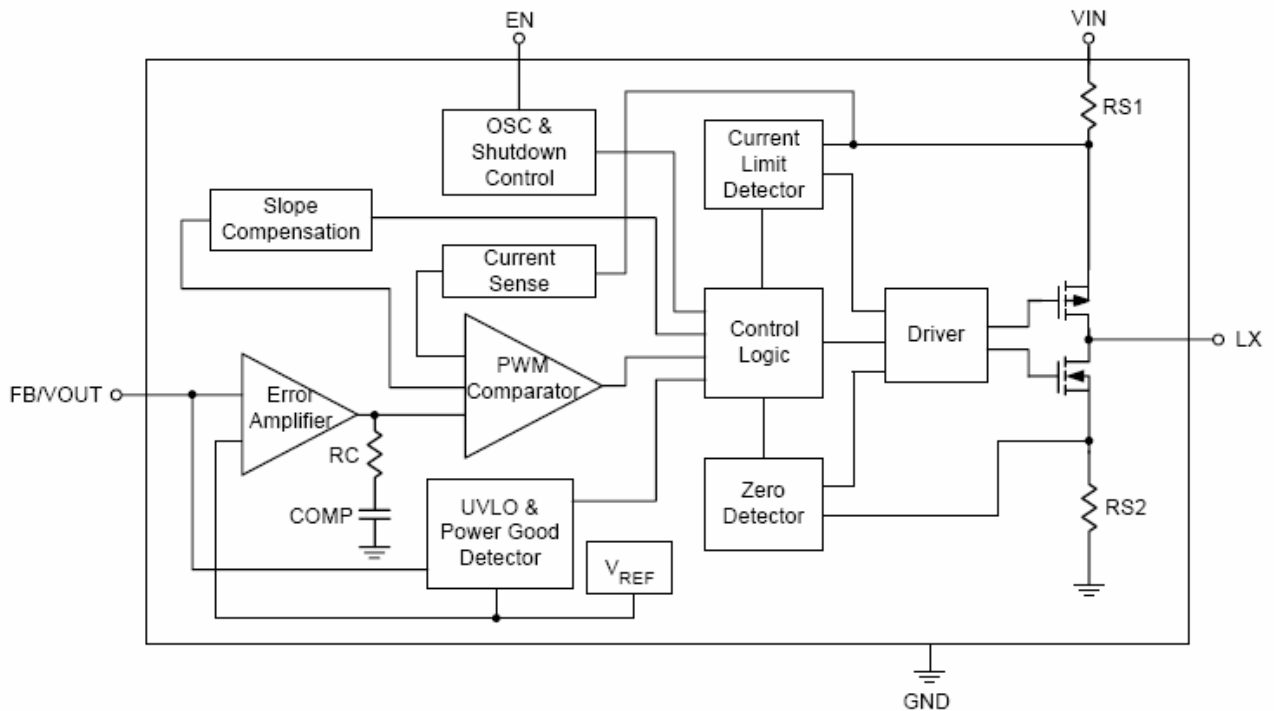 EN
VIN
RS1
OSC &
Shutdown
Control
Current
Limit
Detector
Slope
Compensation
Current
Sense
Control
Logic
Driver
LX
PWM
Comparator
FB/VOUT
Error
Amplifier
RC
COMP
UVLO &
Power Good
Detector
VREF
Zero
Detector
RS2
GND